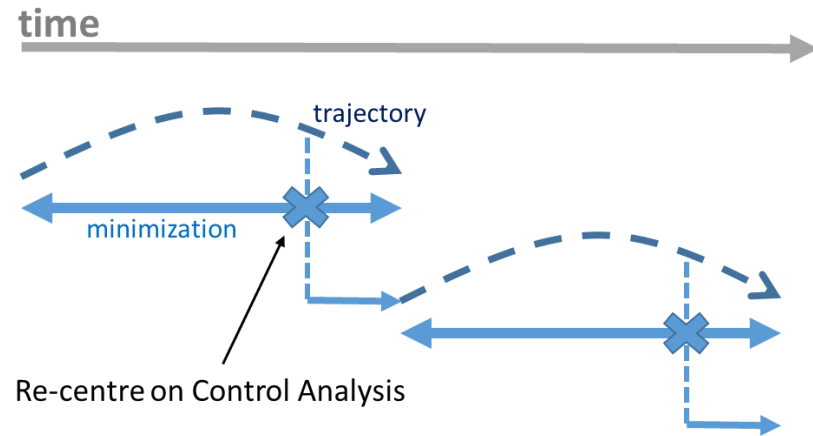 time
trajectory
minimization
Re-centre on Control Analysis